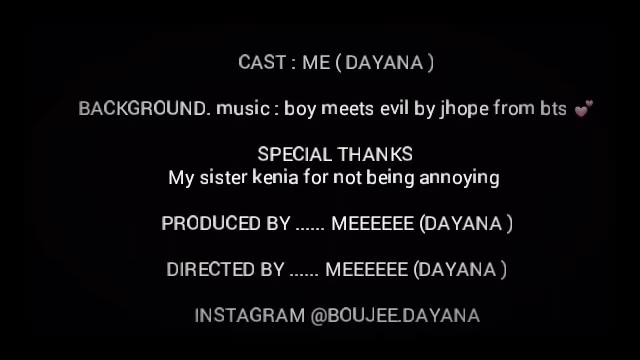 CAST : ME ( DAYANA )
BACKGROUND. music : boy meets evil by jhope from bts 💕
SPECIAL THANKS
My sister kenia for not being annoying
PRODUCED BY ...... MEEEEEE (DAYANA )
DIRECTED BY ...... MEEEEEE (DAYANA )
INSTAGRAM @BOUJEE.DAYANA